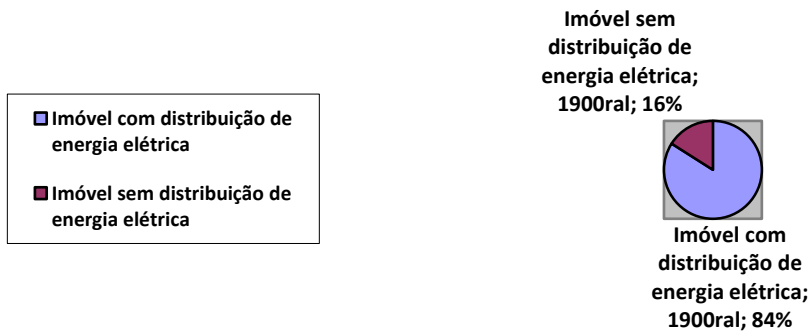 Imóvel sem
distribuição de
energia elétrica;
1900ral; 16%
Imóvel com distribuição de
energia elétrica
Imóvel sem distribuição de
energia elétrica
Imóvel com
distribuição de
energia elétrica;
1900ral; 84%